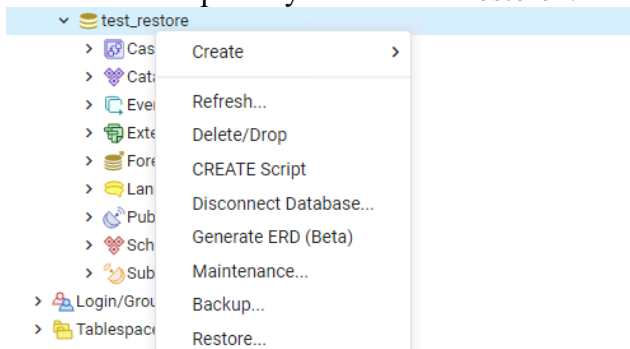 test_restore
Create
Refresh...
Delete/Drop
CREATE Script
Disconnect Database...
Generate ERD (Beta)
Maintenance...
Backup...
Restore...
Cas
Cata
Eve
Exte
Fore
Lan
Pub
Sch
Sub
Login/Grou
Tablespace